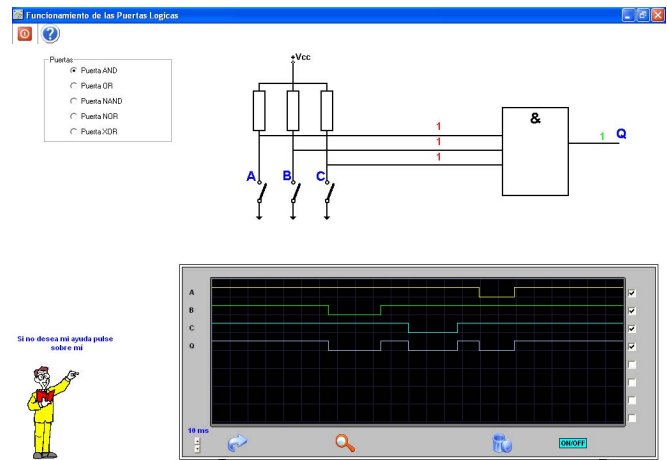 Funcionamiento de las Puertas Logicas
Puertas
Puerta AND
Puerta OR
Puerta NAND
Puerta NOR
Puerta XOR
+Vcc
&
1
1
1
1 Q
A B C
A
B
C
Q
Si no desea mi ayuda pulse
sobre mi
10 ms
ON/OFF